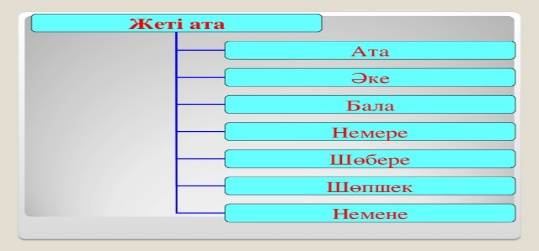 Жеті ата
Ата
Әке
Бала
Немере
Шөбере
Шөпшек
Немене